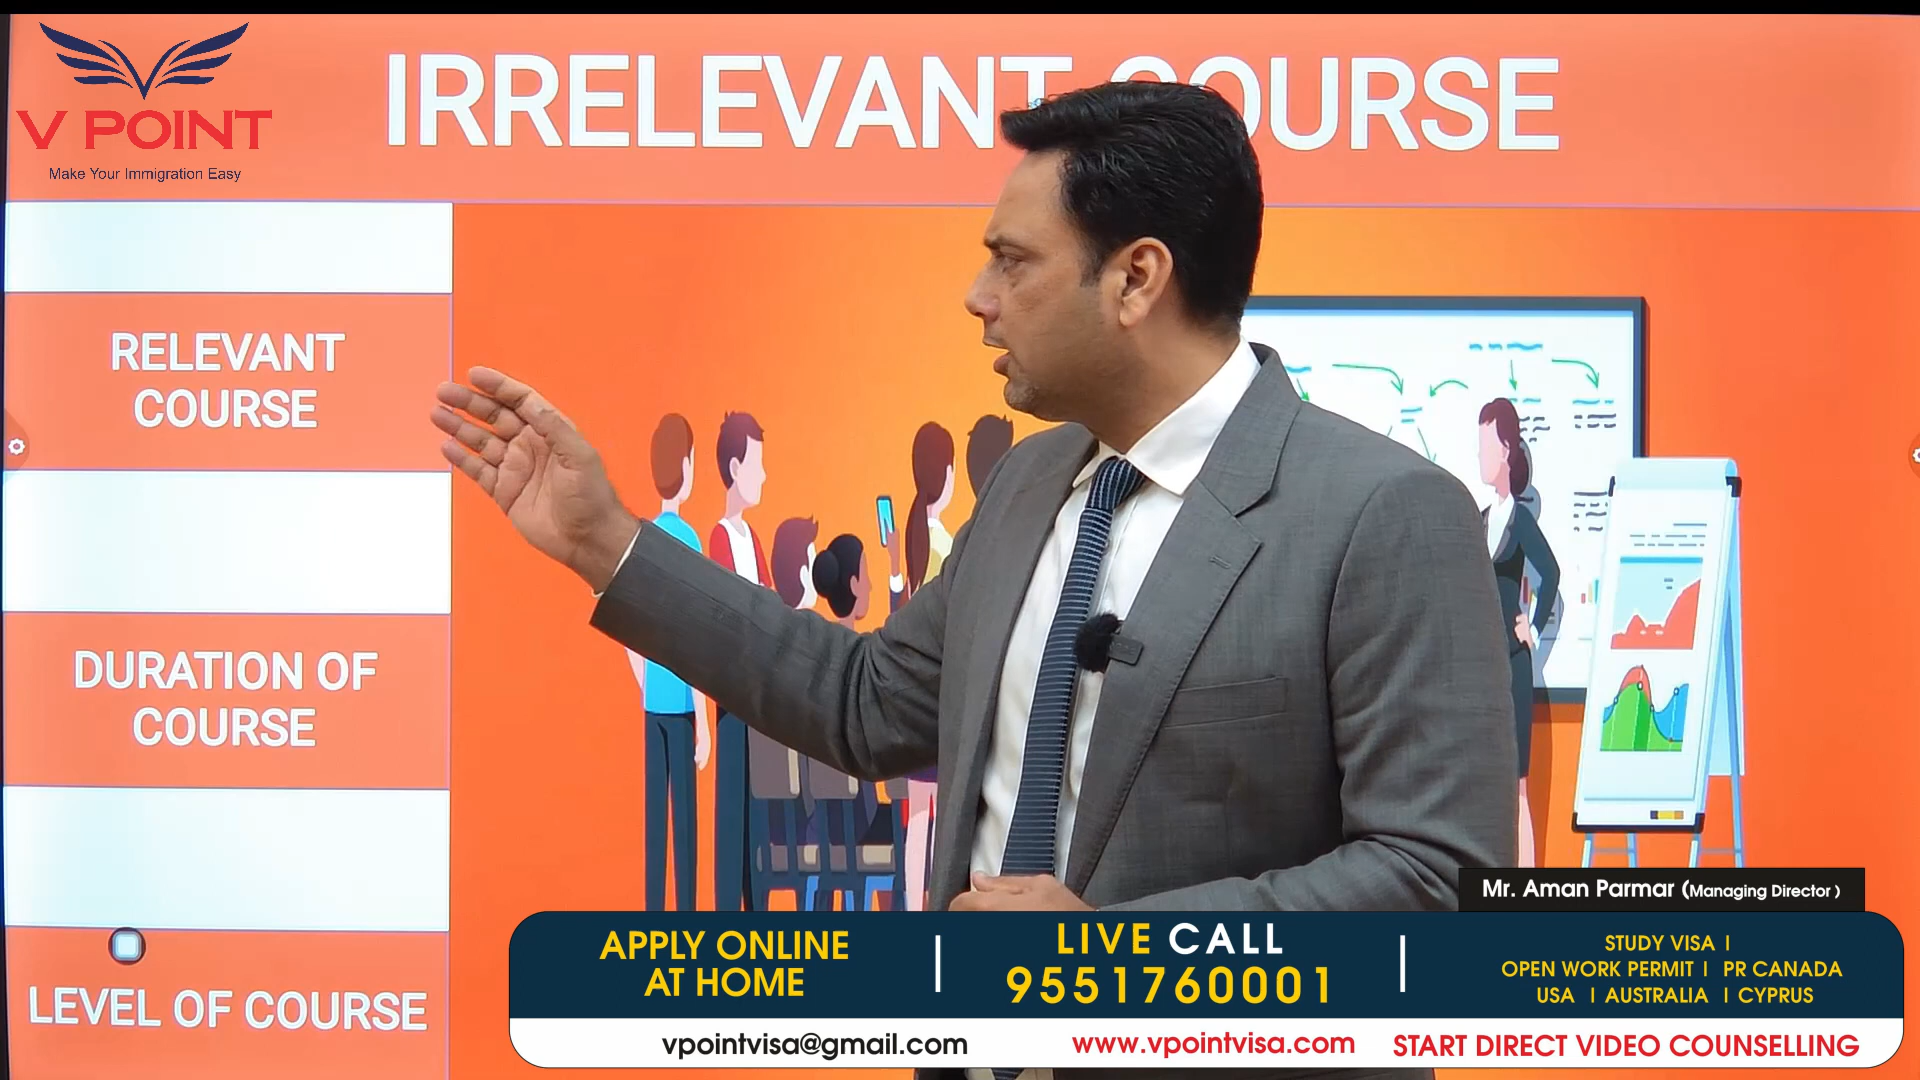 V POINT
Make Your Immigration Easy
IRRELEVANT COURSE
RELEVANT
COURSE
DURATION OF
COURSE
LEVEL OF COURSE
Mr. Aman Parmar (Managing Director )
APPLY ONLINE
AT HOME
LIVE CALL
9551760001
STUDY VISA |
OPEN WORK PERMIT | PR CANADA
USA | AUSTRALIA | CYPRUS
vpointvisa@gmail.com
www.vpointvisa.com
START DIRECT VIDEO COUNSELLING